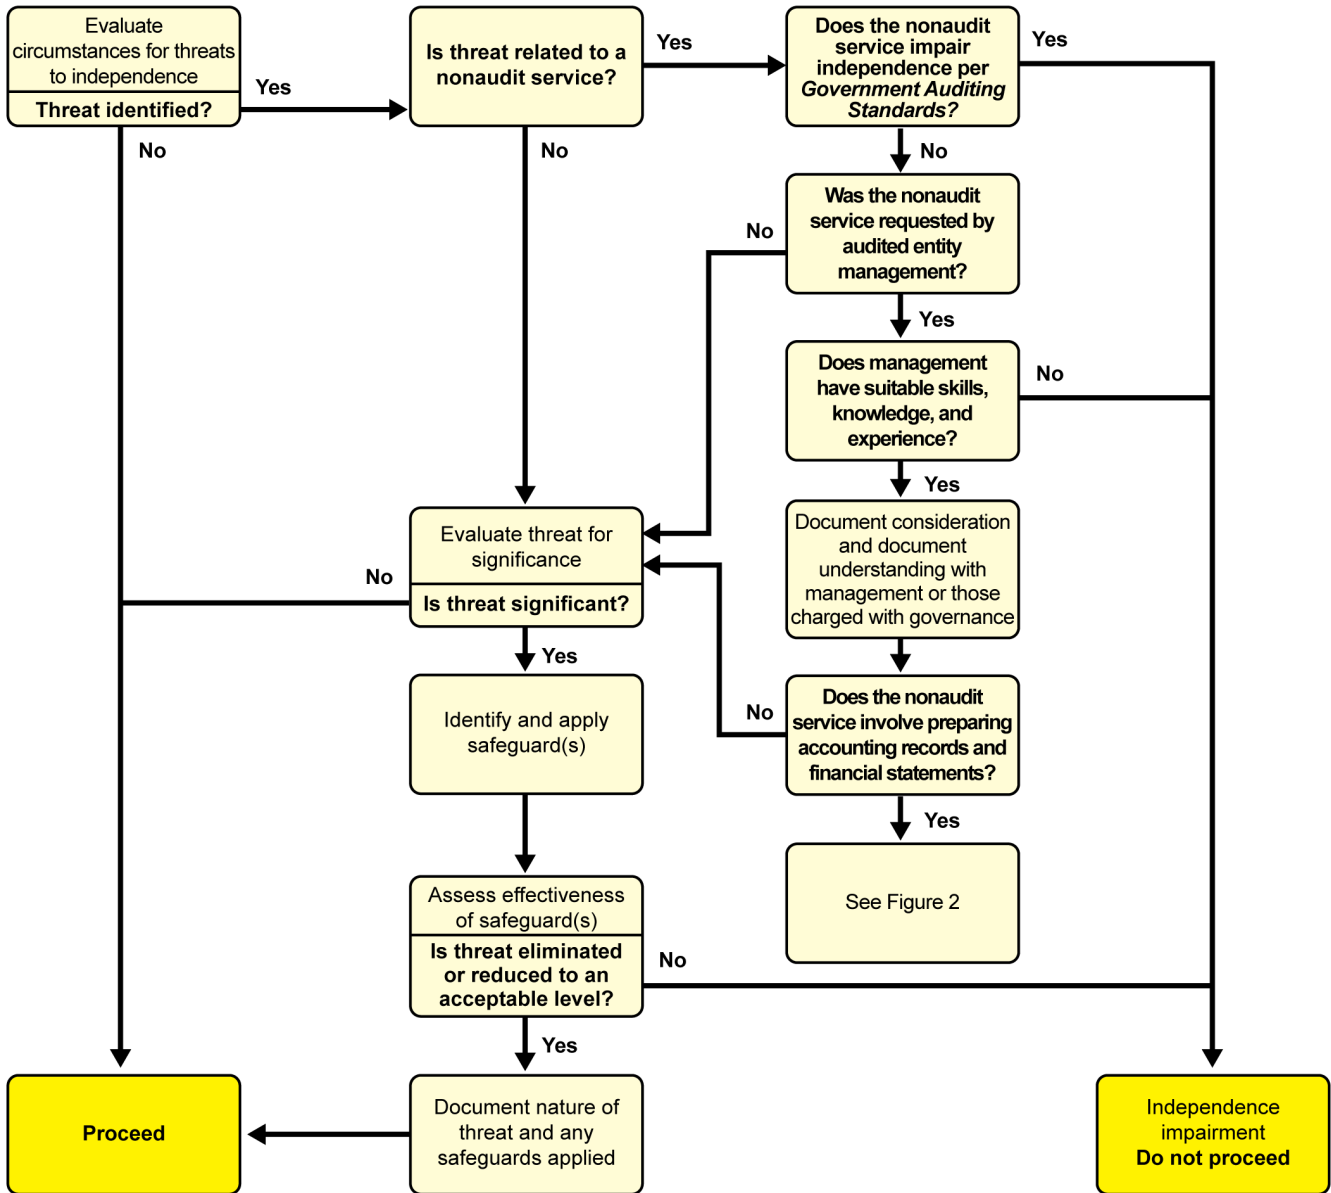 Evaluate
circumstances for threats
to independence
Threat identified?
Yes
No
Is threat related to a
nonaudit service?
Yes
No
Does the nonaudit
service impair
independence per
Government Auditing
Standards?
Yes
No
Was the nonaudit
service requested by
audited entity
management?
No
Yes
Does management
have suitable skills,
knowledge, and
experience?
No
Yes
Document consideration
and document
understanding with
management or those
charged with governance
Does the nonaudit
service involve preparing
accounting records and
financial statements?
No
Yes
See Figure 2
Evaluate threat for
significance
Is threat significant?
No
Yes
Identify and apply
safeguard(s)
Assess effectiveness
of safeguard(s)
Is threat eliminated
or reduced to an
acceptable level?
No
Yes
Document nature of
threat and any
safeguards applied
Proceed
Independence
impairment
Do not proceed